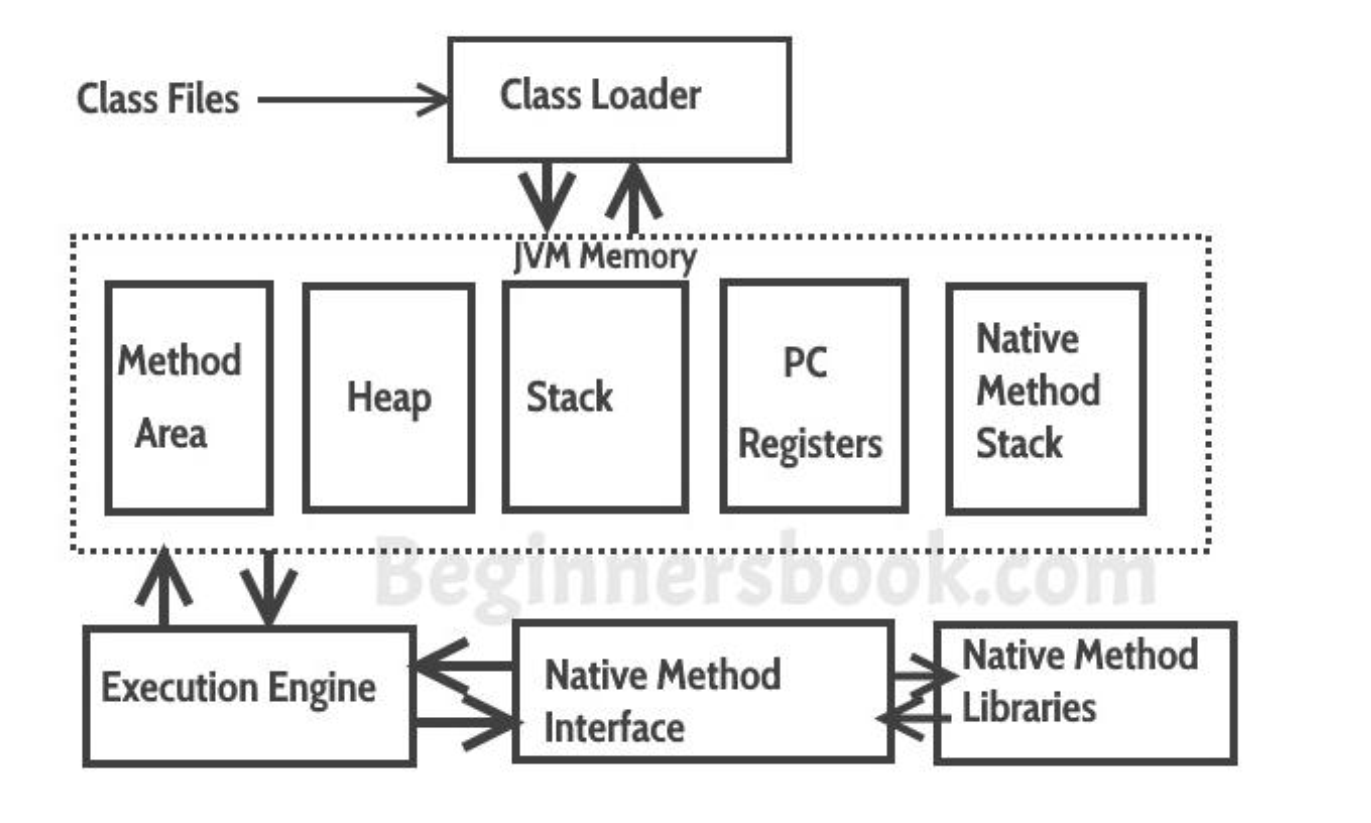 Class Files
Class Loader
JVM Memory
Method
Area
Heap
Stack
PC
Registers
Native
Method
Stack
Beginnersbook.com
Execution Engine
Native Method
Interface
Native Method
Libraries